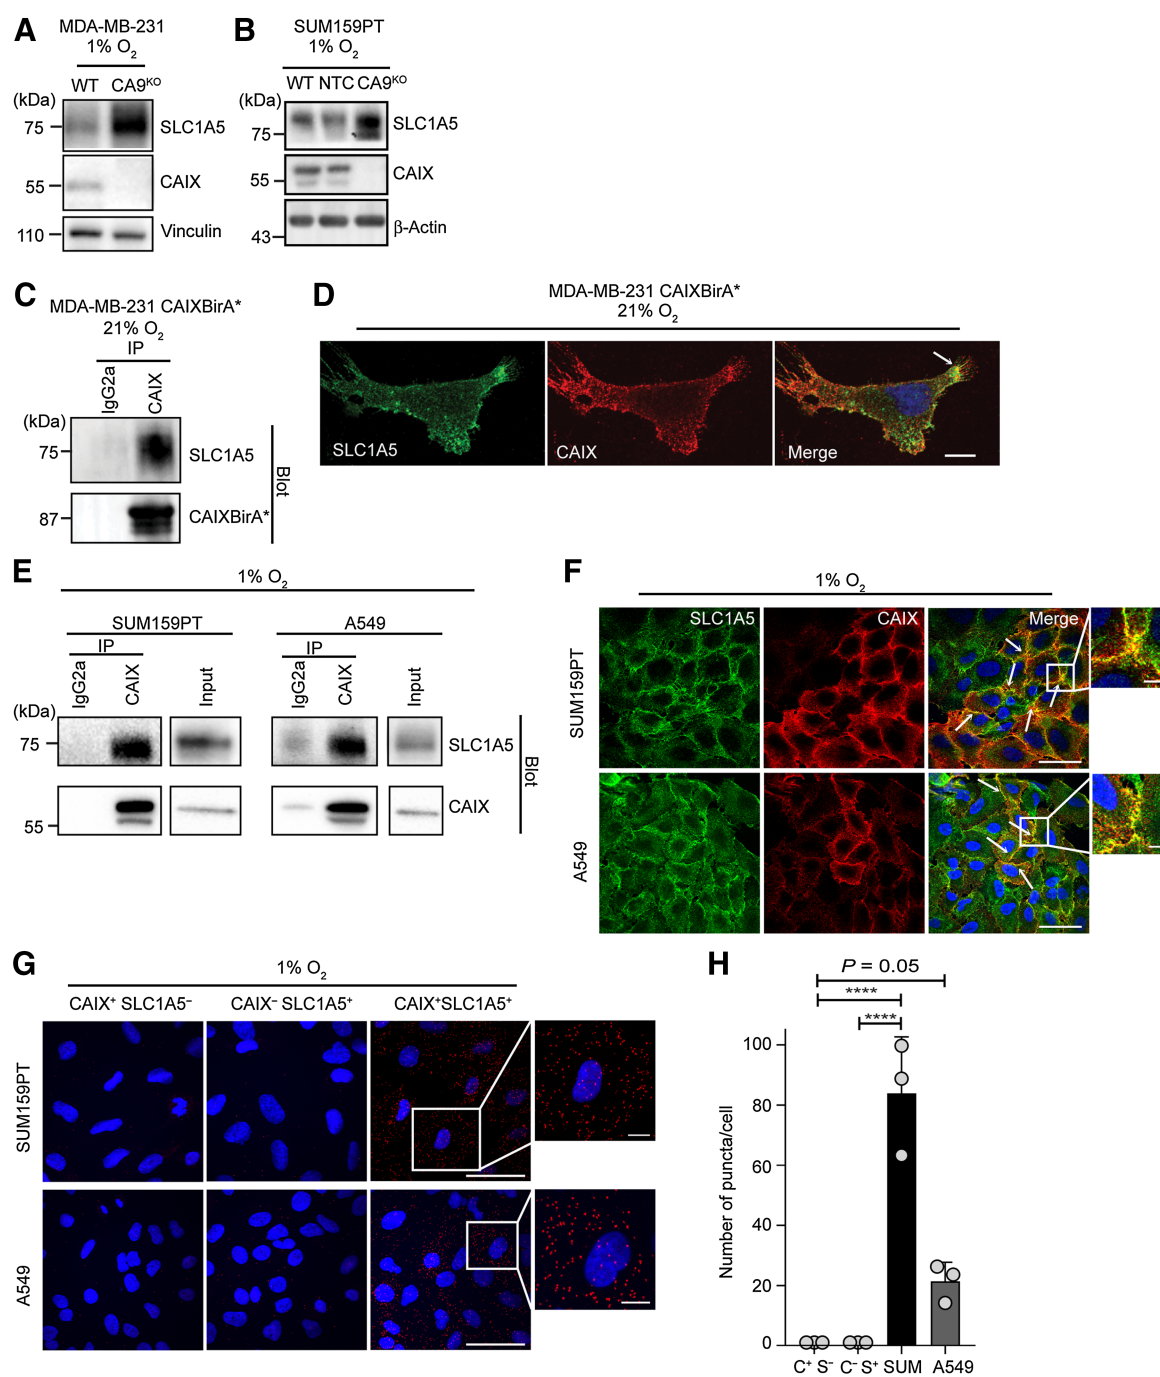 A
MDA-MB-231
1% O2
WT CA9KO
(kDa)
75
SLC1A5
55
CAIX
110
Vinculin
B
SUM159PT
1% O2
WT NTC CA9KO
(kDa)
75
SLC1A5
55
CAIX
43
β-Actin
C
MDA-MB-231 CAIXBirA*
21% O2
IP
IgG2a
CAIX
(kDa)
75
SLC1A5
87
CAIXBirA*
Blot
D
MDA-MB-231 CAIXBirA*
21% O2
SLC1A5
CAIX
Merge
E
1% O2
SUM159PT
A549
IP
IP
IgG2a
CAIX
Input
IgG2a
CAIX
Input
(kDa)
75
SLC1A5
55
CAIX
Blot
F
1% O2
SLC1A5
CAIX
Merge
SUM159PT
A549
G
1% O2
CAIX+ SLC1A5−
CAIX− SLC1A5+
CAIX+SLC1A5+
SUM159PT
A549
H
P = 0.05
****
****
Number of puncta/cell
100
80
60
40
20
0
C+ S− C− S+ SUM A549